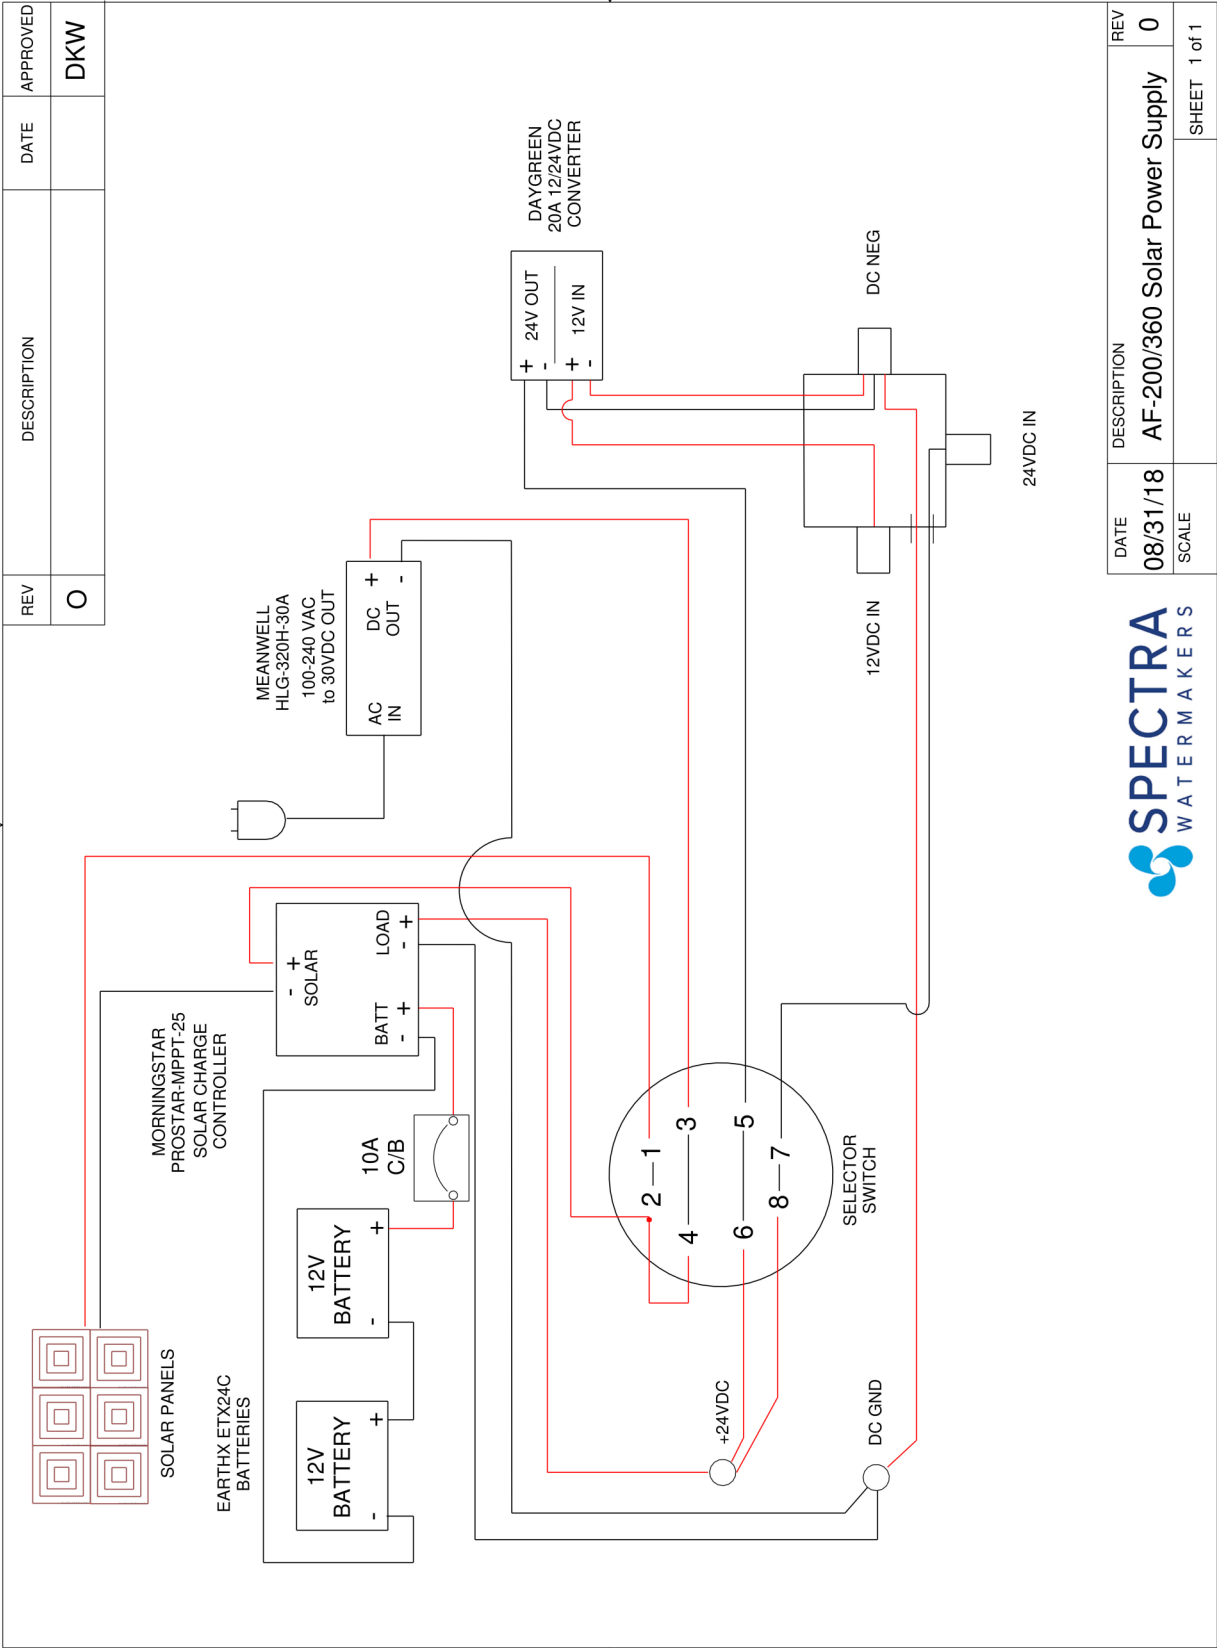 REV DESCRIPTION DATE APPROVED
O DKW
SOLAR PANELS
MORNINGSTAR
PROSTAR-MPPT-25
SOLAR CHARGE
CONTROLLER
- +
SOLAR
BATT LOAD
- + - +
MEANWELL
HLG-320H-30A
100-240 VAC
to 30VDC OUT
AC
IN
DC
OUT
+
-
EARTHX ETX24C
BATTERIES
12V
BATTERY
- +
12V
BATTERY
- +
10A
C/B
DAYGREEN
20A 12/24VDC
CONVERTER
+
-
24V OUT
12V IN
+
-
2 1
4 3
6 5
8 7
SELECTOR
SWITCH
+24VDC
DC GND
12VDC IN
DC NEG
24VDC IN
SPECTRA
WATERMAKERS
DATE DESCRIPTION REV
08/31/18 AF-200/360 Solar Power Supply 0
SCALE SHEET 1 of 1